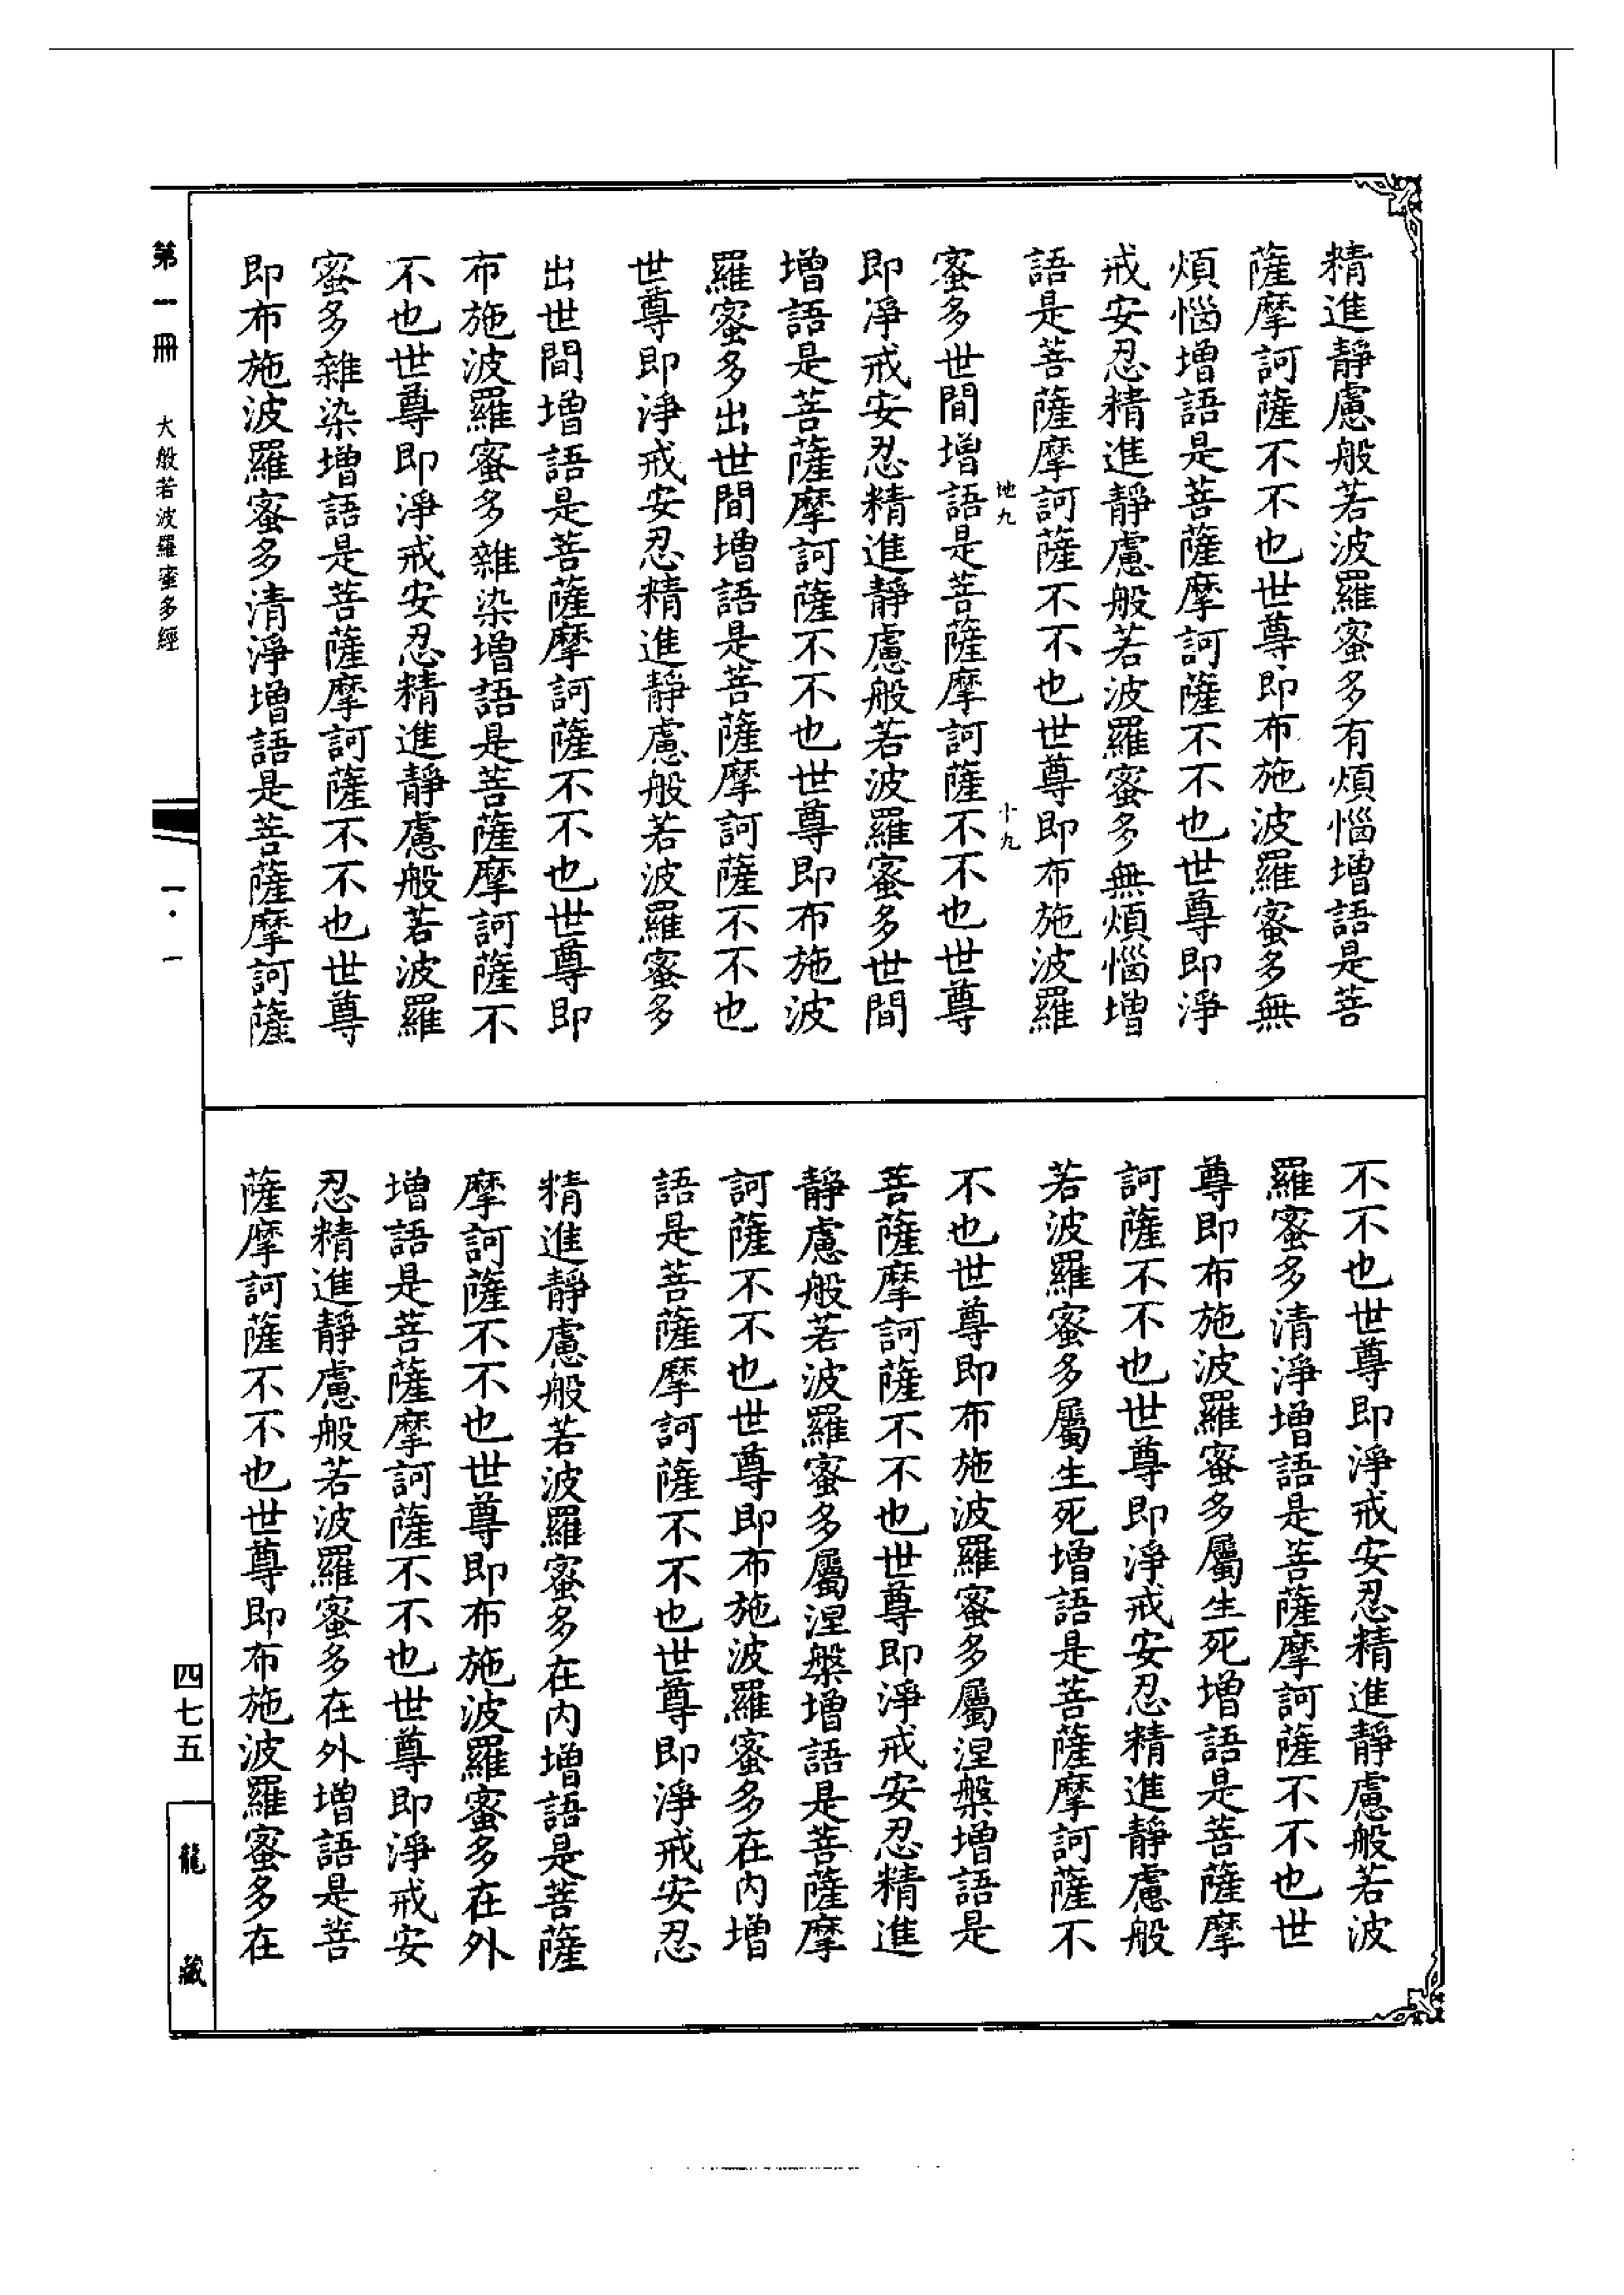 精進靜慮般若波羅蜜多有煩惱增語是菩
薩摩訶薩不不也世尊即布施波羅蜜多無
煩惱增語是菩薩摩訶薩不不也世尊即淨
戒安忍精進靜慮般若波羅蜜多無煩惱增
語是菩薩摩訶薩不不也世尊即布施波羅
地九 十九
蜜多世間增語是菩薩摩訶薩不不也世尊
即淨戒安忍精進靜慮般若波羅蜜多世間
增語是菩薩摩訶薩不不也世尊即布施波
羅蜜多出世間增語是菩薩摩訶薩不不也
世尊即淨戒安忍精進靜慮般若波羅蜜多
出世間增語是菩薩摩訶薩不不也世尊即
布施波羅蜜多雜染增語是菩薩摩訶薩不
不也世尊即淨戒安忍精進靜慮般若波羅
蜜多雜染增語是菩薩摩訶薩不不也世尊
即布施波羅蜜多清淨增語是菩薩摩訶薩
不不也世尊即淨戒安忍精進靜慮般若波
羅蜜多清淨增語是菩薩摩訶薩不不也世
尊即布施波羅蜜多屬生死增語是菩薩摩
訶薩不不也世尊即淨戒安忍精進靜慮般
若波羅蜜多屬生死增語是菩薩摩訶薩不
不也世尊即布施波羅蜜多屬涅槃增語是
菩薩摩訶薩不不也世尊即淨戒安忍精進
靜慮般若波羅蜜多屬涅槃增語是菩薩摩
訶薩不不也世尊即布施波羅蜜多在內增
語是菩薩摩訶薩不不也世尊即淨戒安忍
精進靜慮般若波羅蜜多在內增語是菩薩
摩訶薩不不也世尊即布施波羅蜜多在外
增語是菩薩摩訶薩不不也世尊即淨戒安
忍精進靜慮般若波羅蜜多在外增語是菩
薩摩訶薩不不也世尊即布施波羅蜜多在
第一冊 大般若波羅蜜多經 一·一
四七五 龍藏